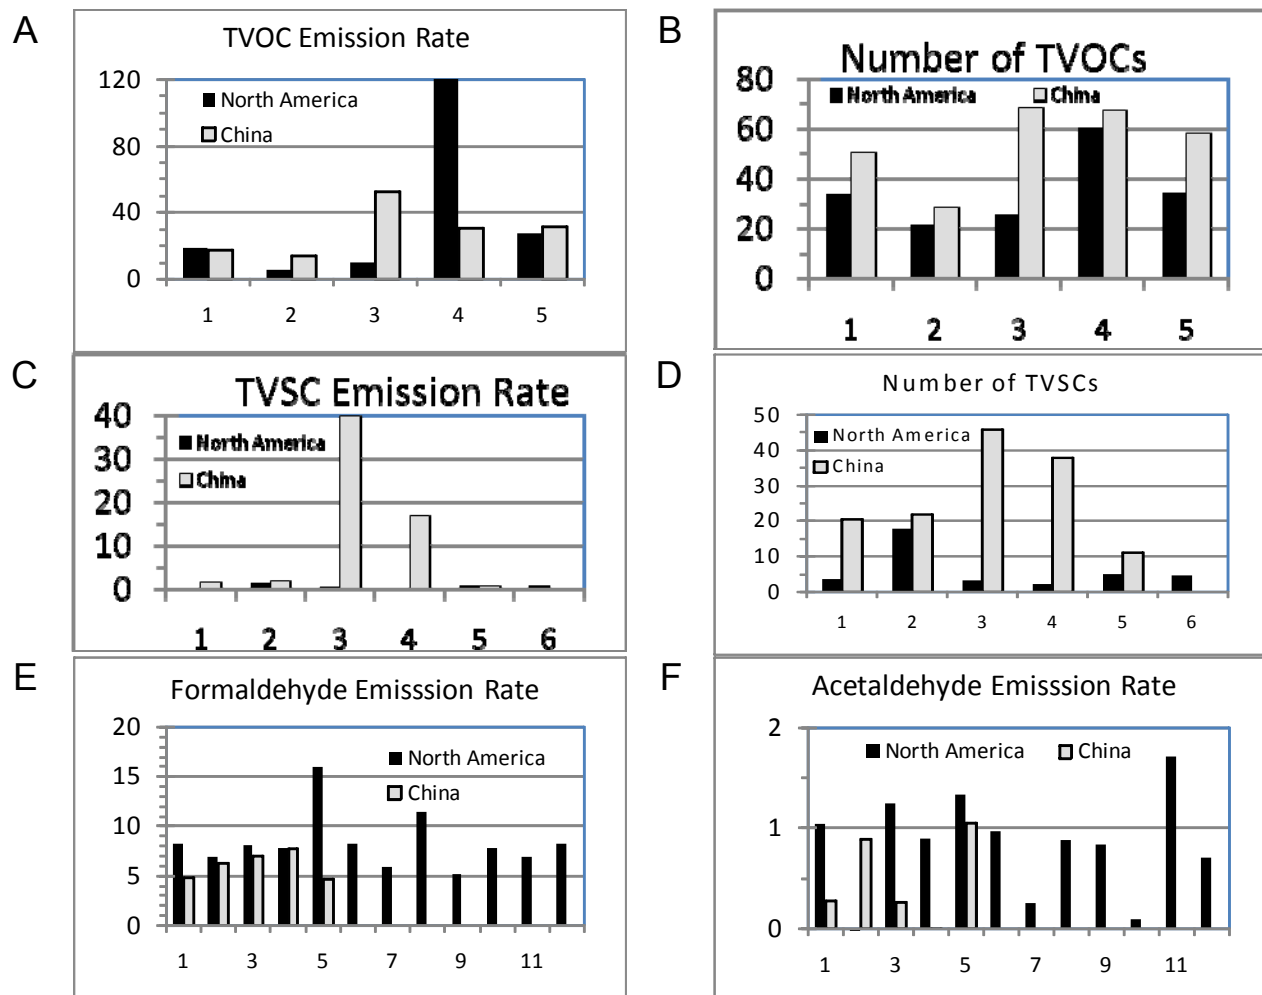 A
TVOC Emission Rate
120
80
40
0
North America
China
1 2 3 4 5
B
Number of TVOCs
80
60
40
20
0
North America China
1 2 3 4 5
C
TVSC Emission Rate
40
30
20
10
0
North America
China
1 2 3 4 5 6
D
Number of TVSCs
50
40
30
20
10
0
North America
China
1 2 3 4 5 6
E
Formaldehyde Emisssion Rate
20
15
10
5
0
North America
China
1 3 5 7 9 11
F
Acetaldehyde Emisssion Rate
2
1
0
North America China
1 3 5 7 9 11